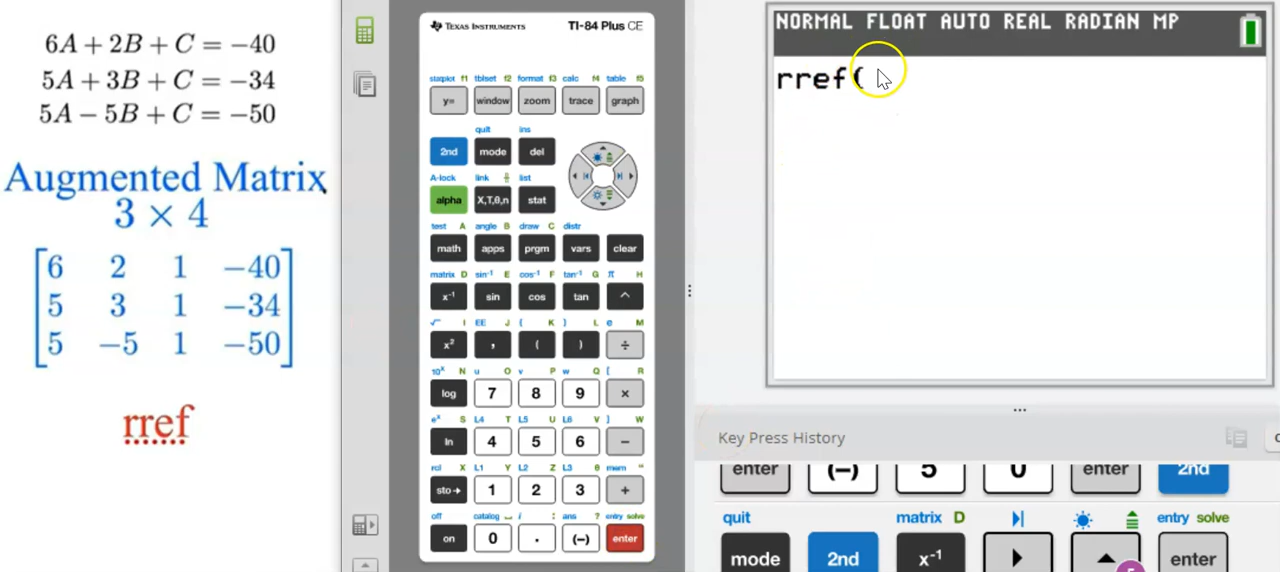 6A + 2B + C = −40
5A + 3B + C = −34
5A − 5B + C = −50
Augmented Matrix
3 × 4
6 2 1 −40
5 3 1 −34
5 −5 1 −50
rref
TEXAS INSTRUMENTS TI-84 Plus CE
statplot f1 tblset f2 format f3 calc f4 table f5
y= window zoom trace graph
quit ins
2nd mode del
A-lock link list
alpha X,T,θ,n stat
test A angle B draw C distr
math apps prgm vars clear
matrix D sin⁻¹ E cos⁻¹ F tan⁻¹ G π H
x⁻¹ sin cos tan ^
√ I EE J { K } L e M
x² , ( ) ÷
10ˣ N u O v P w Q [ R
log 7 8 9 ×
eˣ S L4 T L5 U L6 V ] W
ln 4 5 6 −
rcl X L1 Y L2 Z L3 θ mem "
sto→ 1 2 3 +
off catalog i : ans ? entry solve
on 0 . (−) enter
NORMAL FLOAT AUTO REAL RADIAN MP
rref(
Key Press History
enter (−) 5 0 enter 2nd
quit matrix D entry solve
mode 2nd x⁻¹ enter